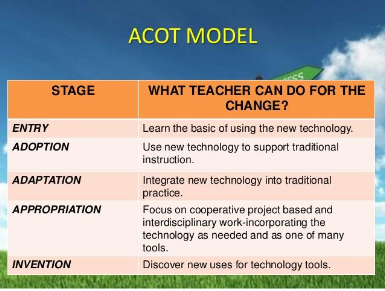 ACOT MODEL
STAGE
WHAT TEACHER CAN DO FOR THE
CHANGE?
ENTRY
Learn the basic of using the new technology.
ADOPTION
Use new technology to support traditional
instruction.
ADAPTATION
Integrate new technology into traditional
practice.
APPROPRIATION
Focus on cooperative project based and
interdisciplinary work-incorporating the
technology as needed and as one of many
tools.
INVENTION
Discover new uses for technology tools.